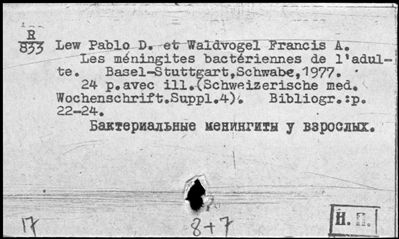 R
833
Lew Pablo D. et Waldvogel Francis A.
Les méningites bactériennes de l'adul-
te. Basel-Stuttgart,Schwabe,1977.
24 p.avec ill.(Schweizerische med.
Wochenschrift.Suppl.4). Bibliogr.:p.
22-24.
Бактериальные менингиты у взрослых.
17
8+7
Н. П.